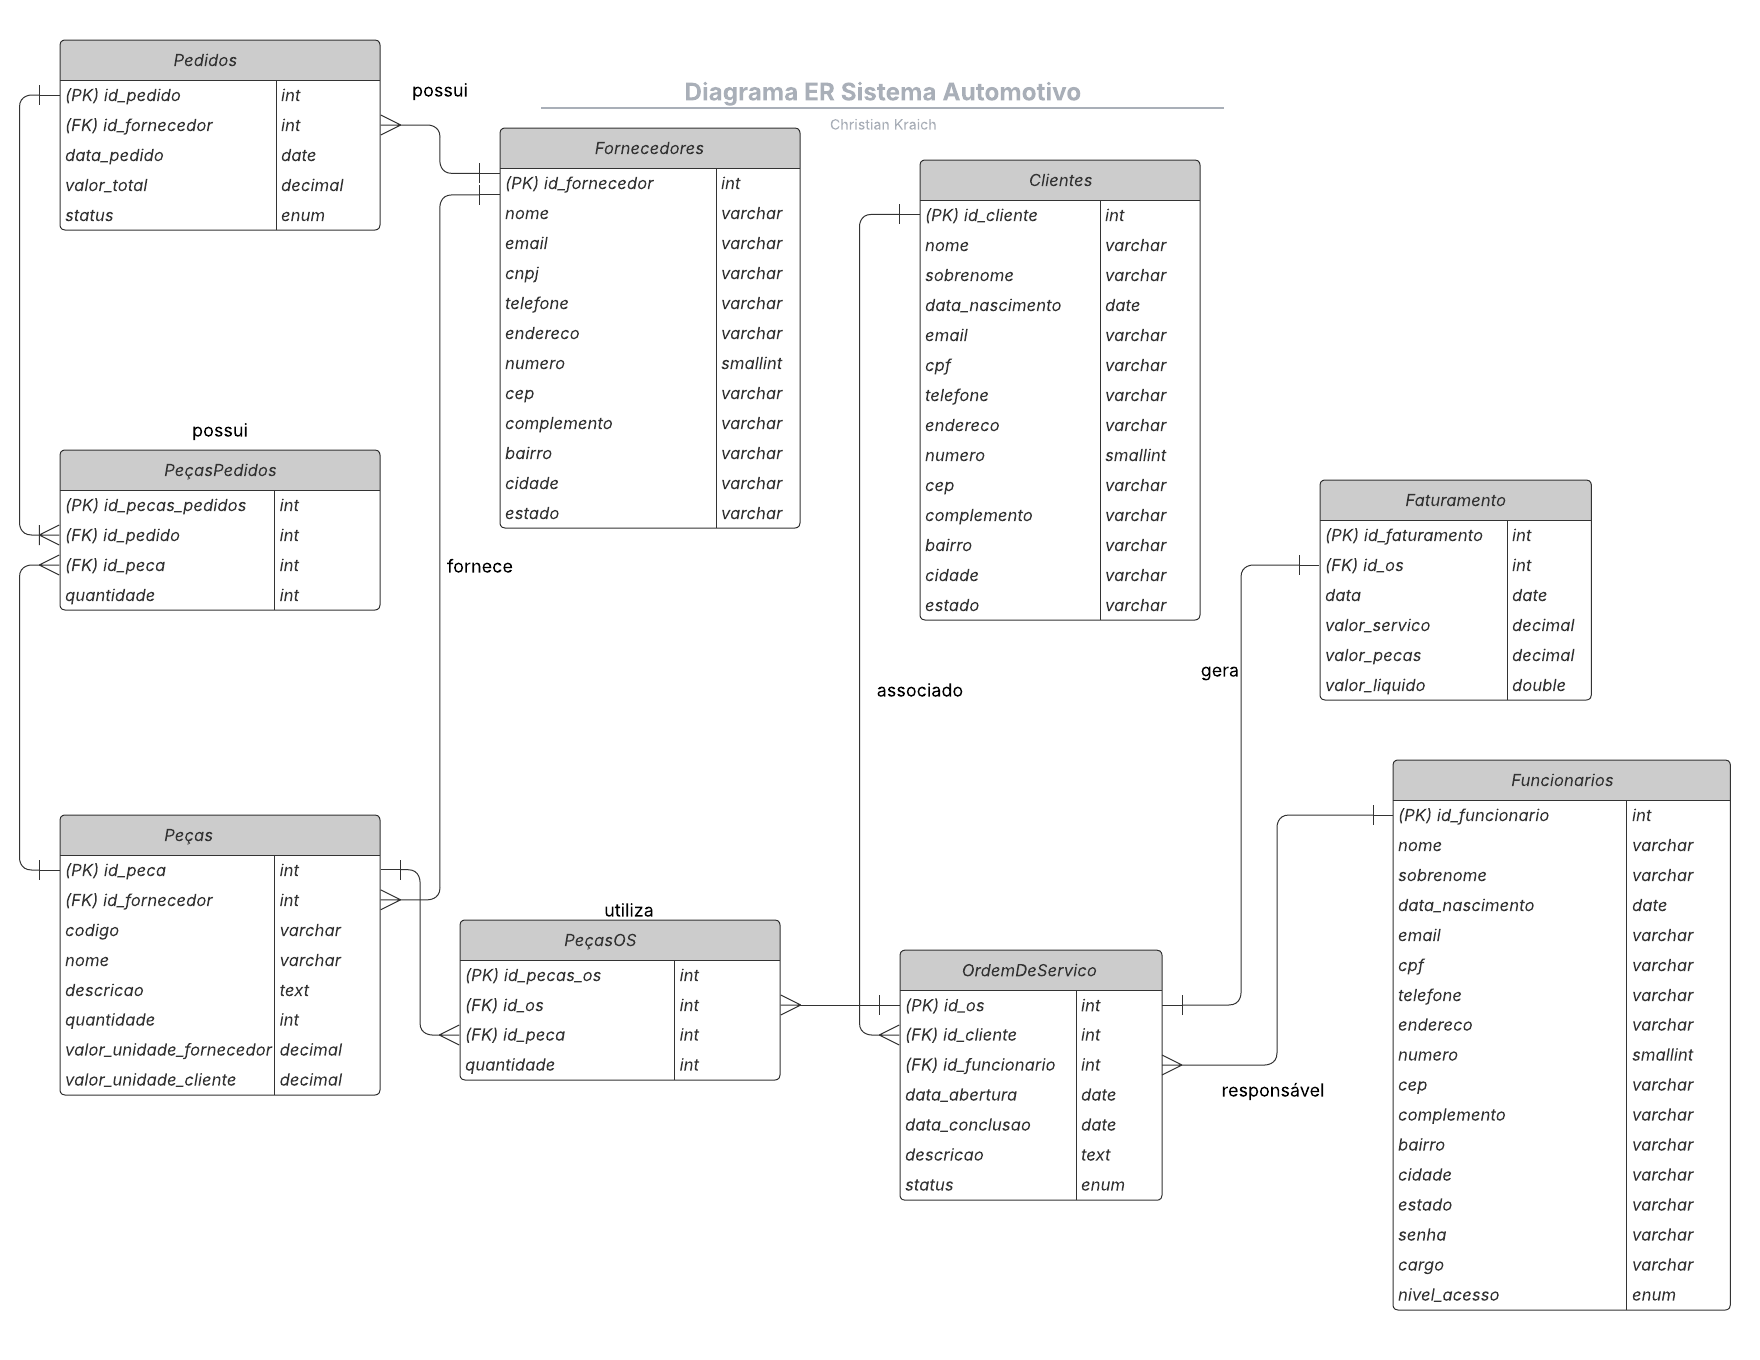 Diagrama ER Sistema Automotivo
Christian Kraich
Pedidos
(PK) id_pedido int
(FK) id_fornecedor int
data_pedido date
valor_total decimal
status enum
possui
Fornecedores
(PK) id_fornecedor int
nome varchar
email varchar
cnpj varchar
telefone varchar
endereco varchar
numero smallint
cep varchar
complemento varchar
bairro varchar
cidade varchar
estado varchar
Clientes
(PK) id_cliente int
nome varchar
sobrenome varchar
data_nascimento date
email varchar
cpf varchar
telefone varchar
endereco varchar
numero smallint
cep varchar
complemento varchar
bairro varchar
cidade varchar
estado varchar
possui
PeçasPedidos
(PK) id_pecas_pedidos int
(FK) id_pedido int
(FK) id_peca int
quantidade int
fornece
Faturamento
(PK) id_faturamento int
(FK) id_os int
data date
valor_servico decimal
valor_pecas decimal
valor_liquido double
gera
associado
Peças
(PK) id_peca int
(FK) id_fornecedor int
codigo varchar
nome varchar
descricao text
quantidade int
valor_unidade_fornecedor decimal
valor_unidade_cliente decimal
utiliza
PeçasOS
(PK) id_pecas_os int
(FK) id_os int
(FK) id_peca int
quantidade int
OrdemDeServico
(PK) id_os int
(FK) id_cliente int
(FK) id_funcionario int
data_abertura date
data_conclusao date
descricao text
status enum
responsável
Funcionarios
(PK) id_funcionario int
nome varchar
sobrenome varchar
data_nascimento date
email varchar
cpf varchar
telefone varchar
endereco varchar
numero smallint
cep varchar
complemento varchar
bairro varchar
cidade varchar
estado varchar
senha varchar
cargo varchar
nivel_acesso enum